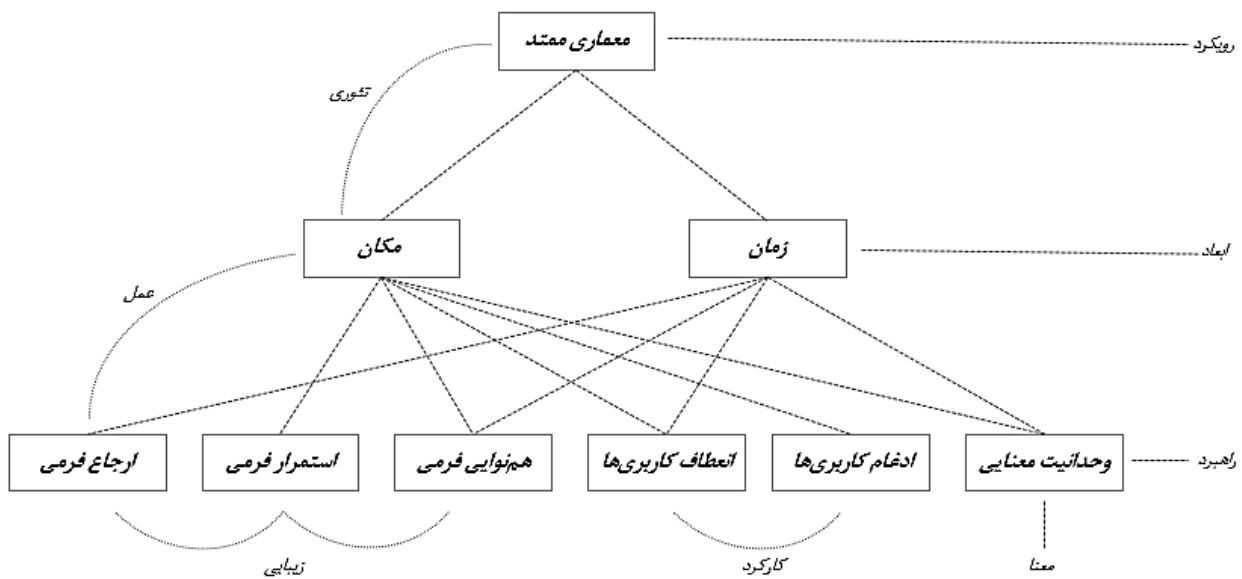 معماری ممتد
رویکرد
تئوری
زمان
مکان
ابعاد
عمل
وحدانیت معنایی
ادغام کاربری‌ها
انعطاف کاربری‌ها
هم‌نوایی فرمی
استمرار فرمی
ارجاع فرمی
راهبرد
معنا
کارکرد
زیبایی